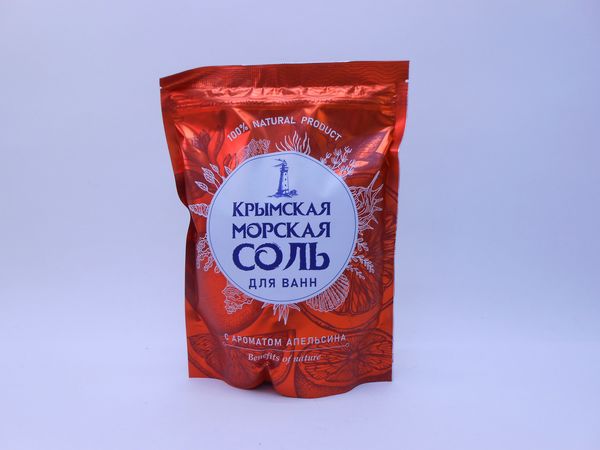 100% NATURAL PRODUCT
КРЫМСКАЯ
МОРСКАЯ
СОЛЬ
ДЛЯ ВАНН
С АРОМАТОМ АПЕЛЬСИНА
Benefits of nature